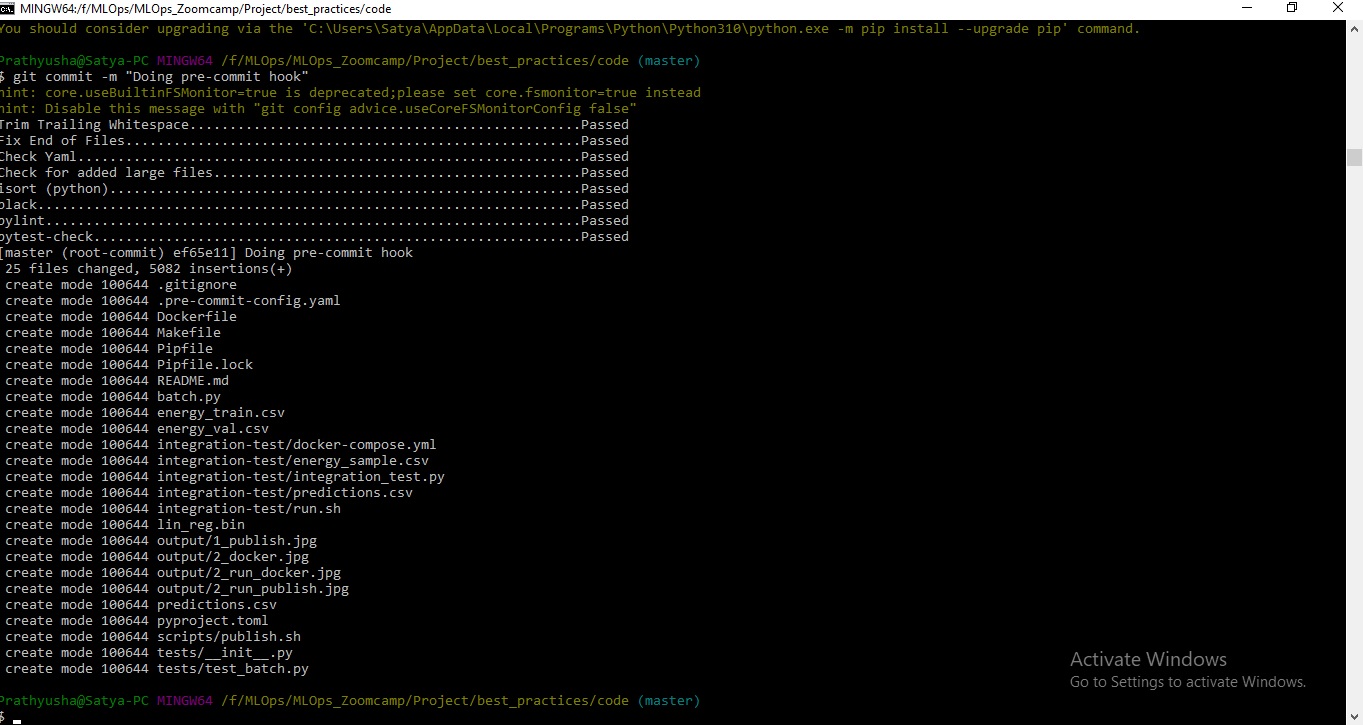 MINGW64:/f/MLOps/MLOps_Zoomcamp/Project/best_practices/code
You should consider upgrading via the 'C:\Users\Satya\AppData\Local\Programs\Python\Python310\python.exe -m pip install --upgrade pip' command.
Prathyusha@Satya-PC MINGW64 /f/MLOps/MLOps_Zoomcamp/Project/best_practices/code (master)
$ git commit -m "Doing pre-commit hook"
hint: core.useBuiltinFSMonitor=true is deprecated;please set core.fsmonitor=true instead
hint: Disable this message with "git config advice.useCoreFSMonitorConfig false"
Trim Trailing Whitespace.................................................Passed
Fix End of Files.........................................................Passed
Check Yaml...............................................................Passed
Check for added large files..............................................Passed
isort (python)...........................................................Passed
black....................................................................Passed
pylint...................................................................Passed
pytest-check.............................................................Passed
[master (root-commit) ef65e11] Doing pre-commit hook
25 files changed, 5082 insertions(+)
create mode 100644 .gitignore
create mode 100644 .pre-commit-config.yaml
create mode 100644 Dockerfile
create mode 100644 Makefile
create mode 100644 Pipfile
create mode 100644 Pipfile.lock
create mode 100644 README.md
create mode 100644 batch.py
create mode 100644 energy_train.csv
create mode 100644 energy_val.csv
create mode 100644 integration-test/docker-compose.yml
create mode 100644 integration-test/energy_sample.csv
create mode 100644 integration-test/integration_test.py
create mode 100644 integration-test/predictions.csv
create mode 100644 integration-test/run.sh
create mode 100644 lin_reg.bin
create mode 100644 output/1_publish.jpg
create mode 100644 output/2_docker.jpg
create mode 100644 output/2_run_docker.jpg
create mode 100644 output/2_run_publish.jpg
create mode 100644 predictions.csv
create mode 100644 pyproject.toml
create mode 100644 scripts/publish.sh
create mode 100644 tests/__init__.py
create mode 100644 tests/test_batch.py
Prathyusha@Satya-PC MINGW64 /f/MLOps/MLOps_Zoomcamp/Project/best_practices/code (master)
$
Activate Windows
Go to Settings to activate Windows.